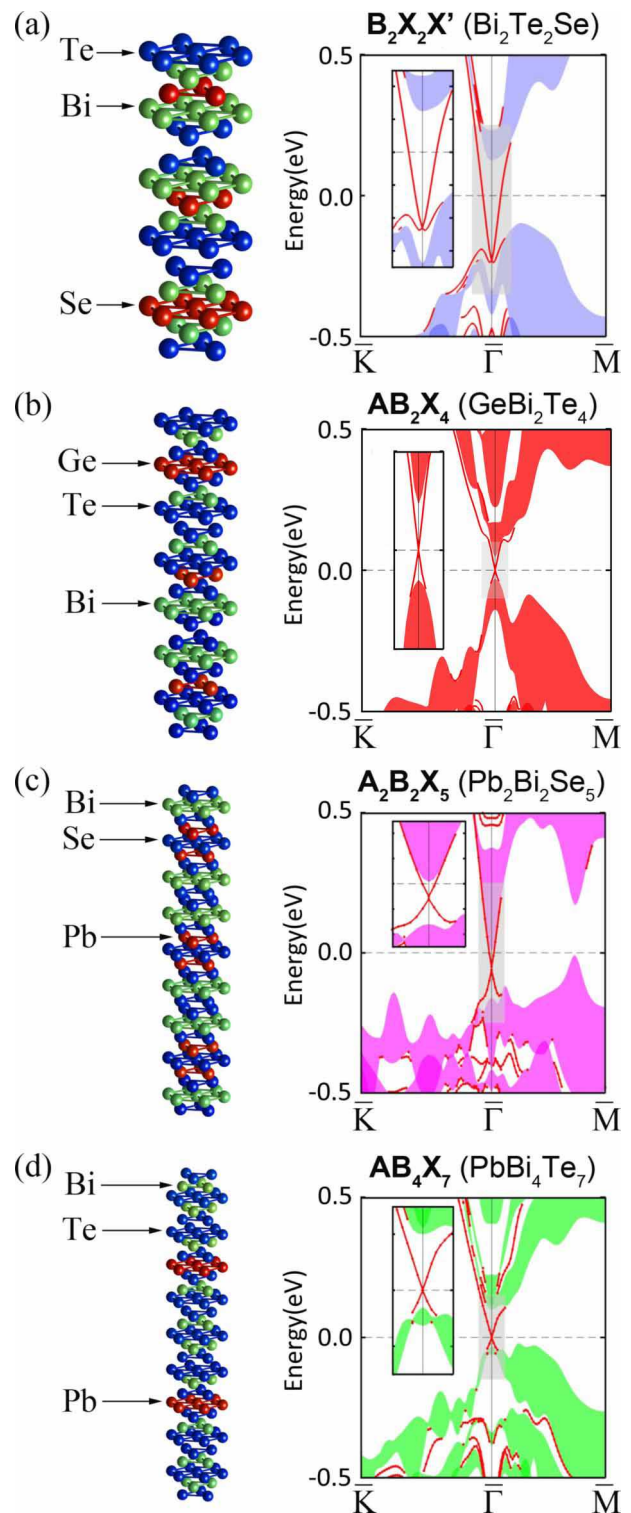 (a)
B₂X₂X' (Bi₂Te₂Se)
Te
Bi
Se
Energy(eV)
0.0
-0.5
K̅ Γ̅ M̅
(b)
AB₂X₄ (GeBi₂Te₄)
Ge
Te
Bi
Energy(eV)
0.5
0.0
-0.5
K̅ Γ̅ M̅
(c)
A₂B₂X₅ (Pb₂Bi₂Se₅)
Bi
Se
Pb
Energy(eV)
0.5
0.0
-0.5
K̅ Γ̅ M̅
(d)
AB₄X₇ (PbBi₄Te₇)
Bi
Te
Pb
Energy(eV)
0.5
0.0
-0.5
K̅ Γ̅ M̅